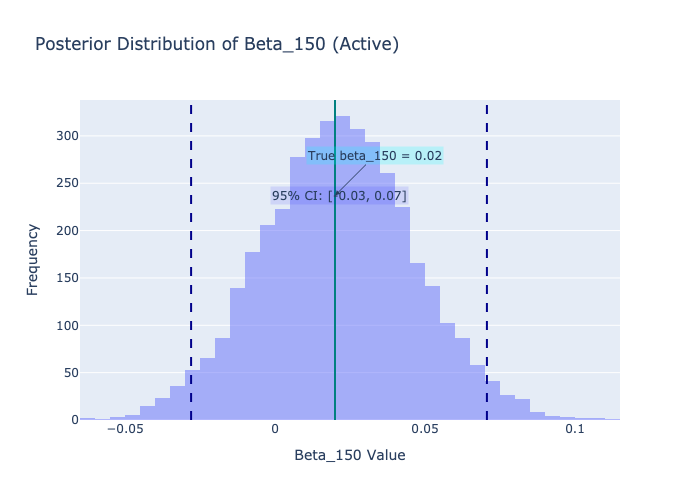 Posterior Distribution of Beta_150 (Active)
300
True beta_150 = 0.02
250
95% CI: [-0.03, 0.07]
200
150
100
50
0
Frequency
−0.05
0
0.05
0.1
Beta_150 Value